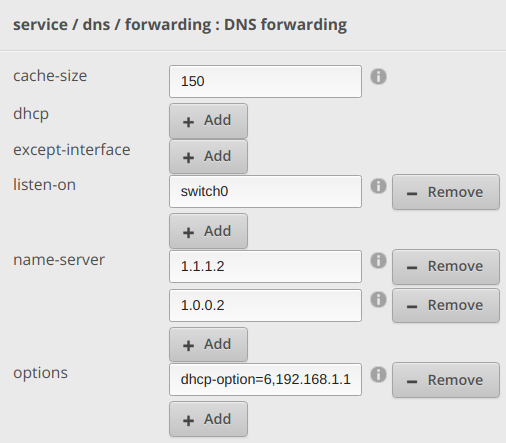 service / dns / forwarding : DNS forwarding
cache-size 150
dhcp + Add
except-interface + Add
listen-on switch0 − Remove
+ Add
name-server 1.1.1.2 − Remove
1.0.0.2 − Remove
+ Add
options dhcp-option=6,192.168.1.1 − Remove
+ Add